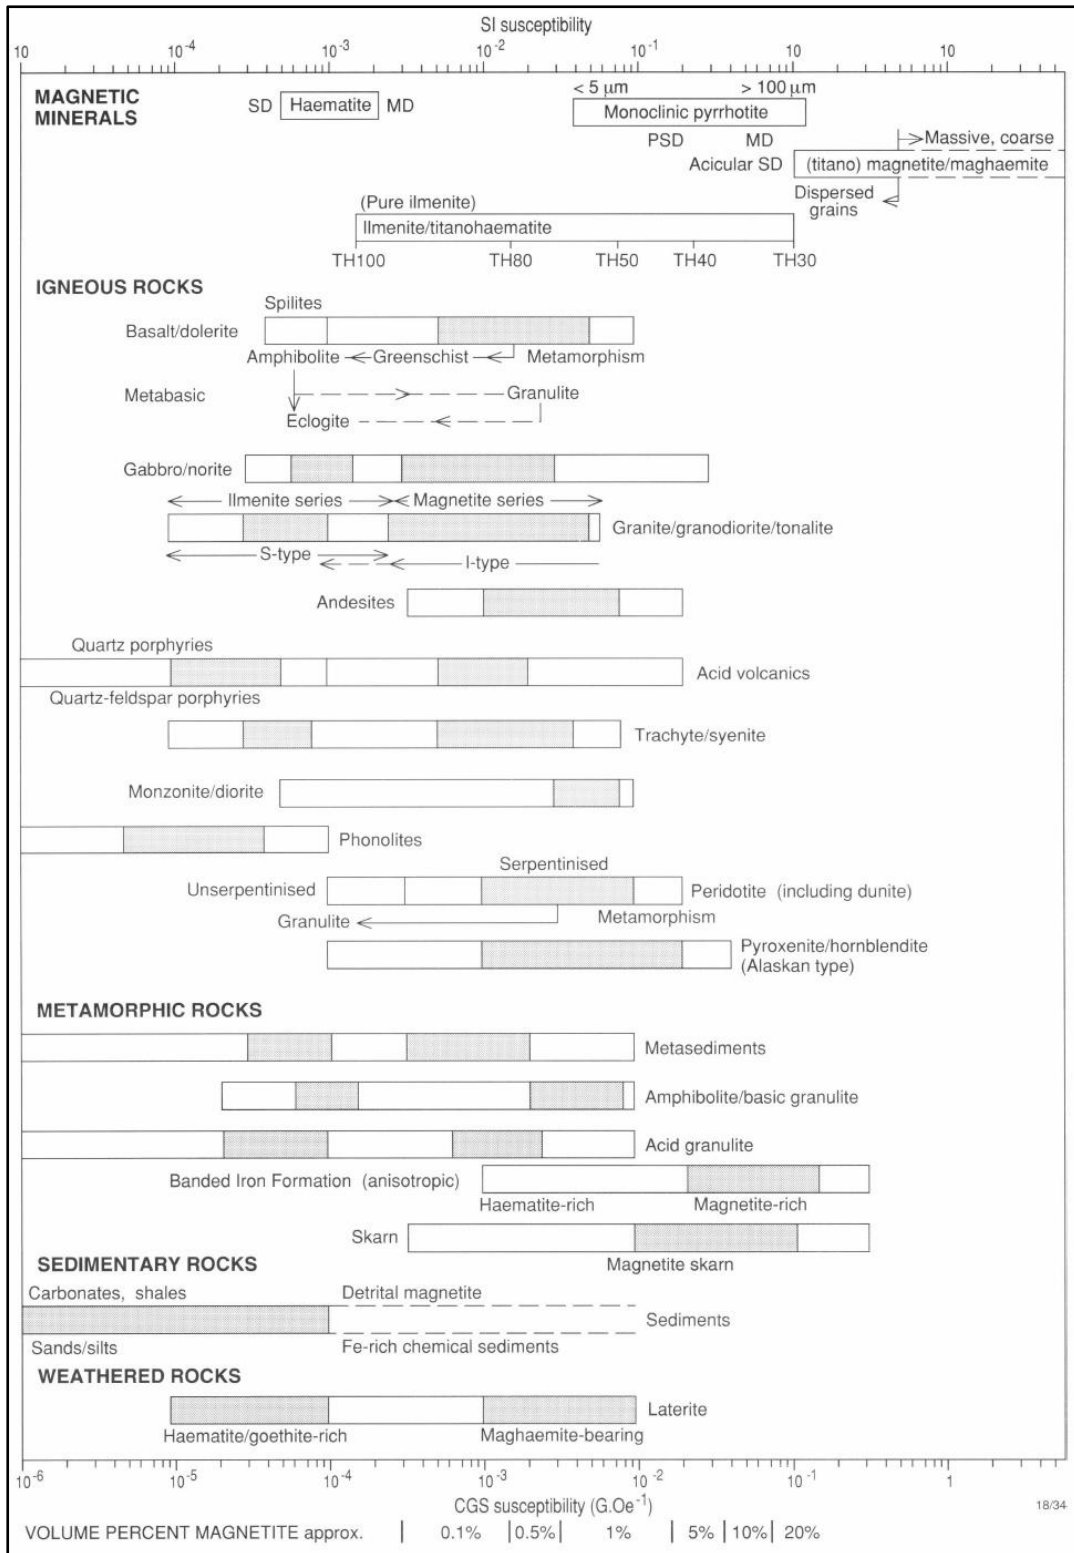 SI susceptibility
10 10⁻⁴ 10⁻³ 10⁻² 10⁻¹ 10 10
MAGNETIC
MINERALS
SD Haematite MD
< 5 µm > 100 µm
Monoclinic pyrrhotite
PSD MD
Massive, coarse
Acicular SD (titano) magnetite/maghaemite
Dispersed
grains
(Pure ilmenite)
Ilmenite/titanohaematite
TH100 TH80 TH50 TH40 TH30
IGNEOUS ROCKS
Spilites
Basalt/dolerite
Amphibolite Greenschist Metamorphism
Metabasic Granulite
Eclogite
Gabbro/norite
Ilmenite series Magnetite series
Granite/granodiorite/tonalite
S-type I-type
Andesites
Quartz porphyries
Acid volcanics
Quartz-feldspar porphyries
Trachyte/syenite
Monzonite/diorite
Phonolites
Serpentinised
Unserpentinised Peridotite (including dunite)
Granulite Metamorphism
Pyroxenite/hornblendite
(Alaskan type)
METAMORPHIC ROCKS
Metasediments
Amphibolite/basic granulite
Acid granulite
Banded Iron Formation (anisotropic)
Haematite-rich Magnetite-rich
Skarn
Magnetite skarn
SEDIMENTARY ROCKS
Carbonates, shales Detrital magnetite
Sediments
Sands/silts Fe-rich chemical sediments
WEATHERED ROCKS
Laterite
Haematite/goethite-rich Maghaemite-bearing
10⁻⁶ 10⁻⁵ 10⁻⁴ 10⁻³ 10⁻² 10⁻¹ 1
CGS susceptibility (G.Oe⁻¹)
18/34
VOLUME PERCENT MAGNETITE approx. | 0.1% | 0.5% | 1% | 5% | 10% | 20%